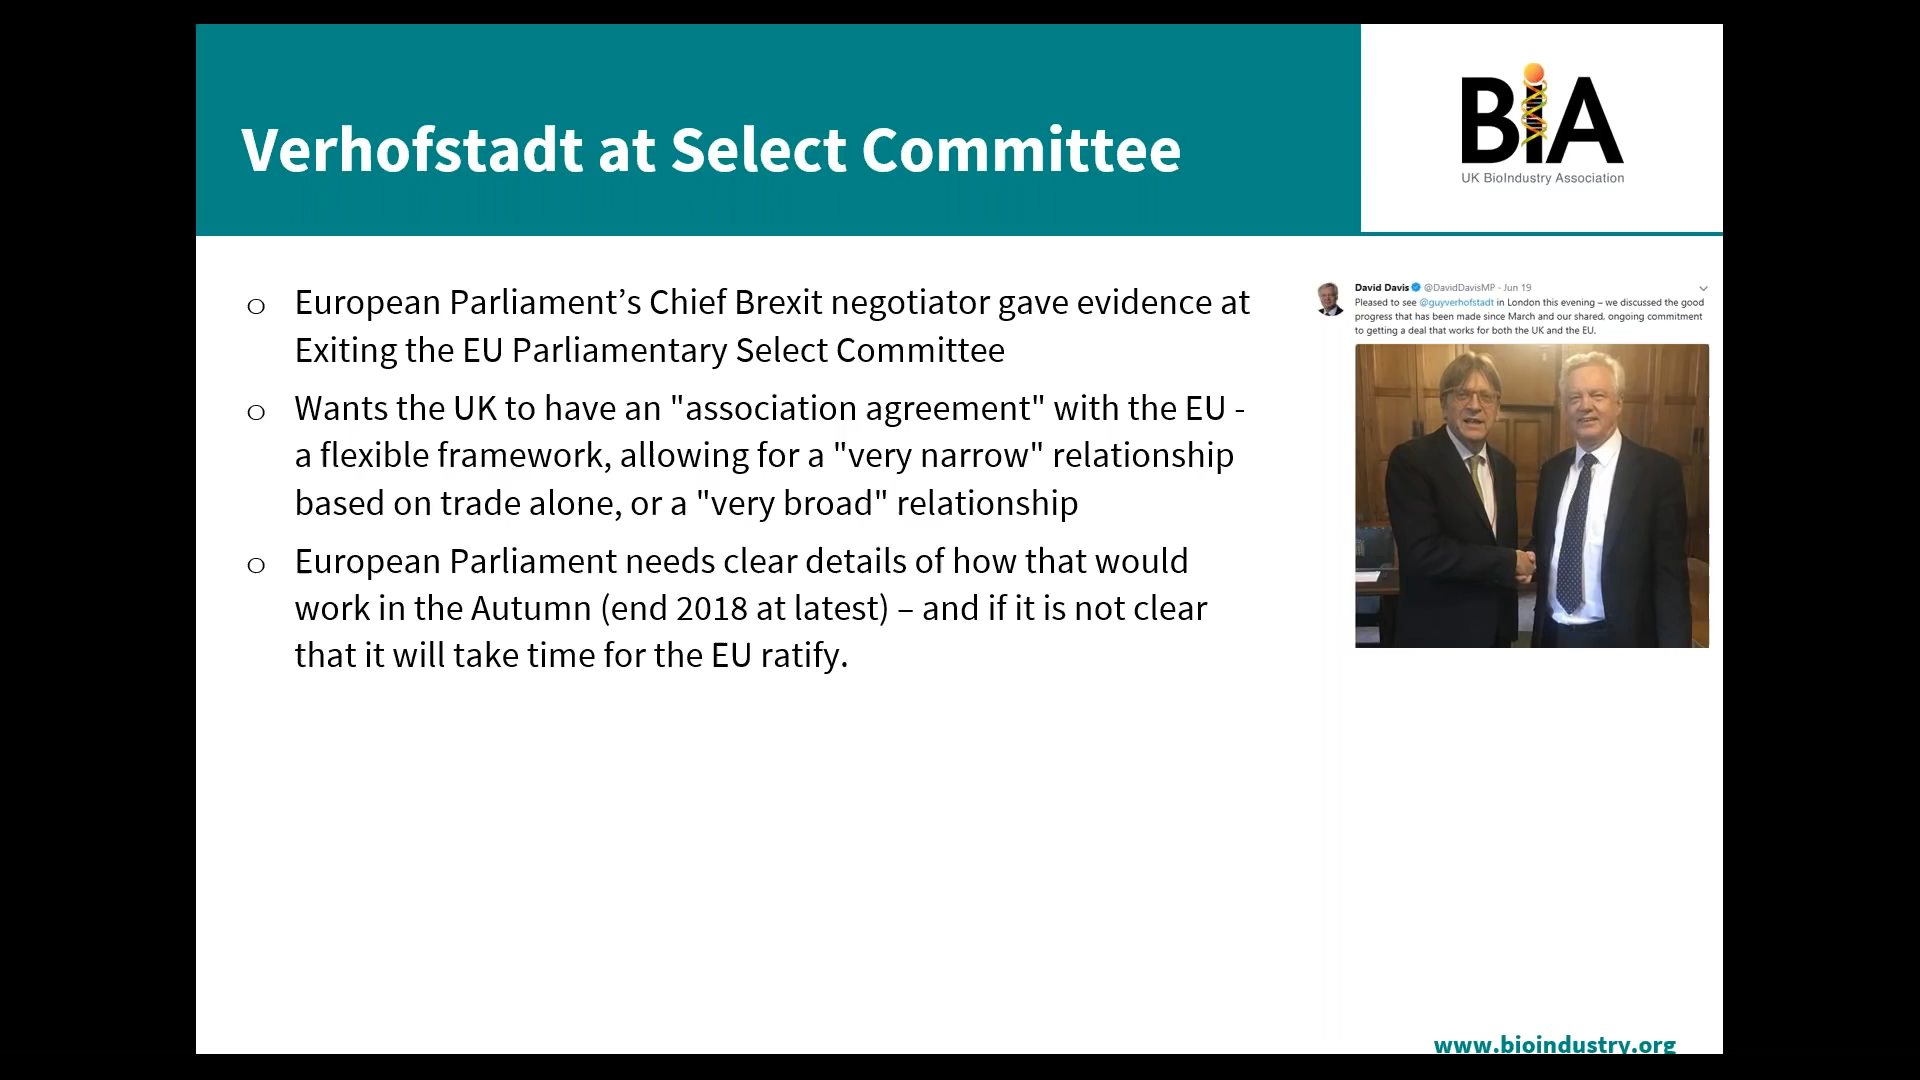 Verhofstadt at Select Committee
BiA
UK BioIndustry Association
o European Parliament’s Chief Brexit negotiator gave evidence at
Exiting the EU Parliamentary Select Committee
o Wants the UK to have an "association agreement" with the EU -
a flexible framework, allowing for a "very narrow" relationship
based on trade alone, or a "very broad" relationship
o European Parliament needs clear details of how that would
work in the Autumn (end 2018 at latest) – and if it is not clear
that it will take time for the EU ratify.
David Davis @DavidDavisMP - Jun 19
Pleased to see @guyverhofstadt in London this evening – we discussed the good
progress that has been made since March and our shared, ongoing commitment
to getting a deal that works for both the UK and the EU.
www.bioindustry.org